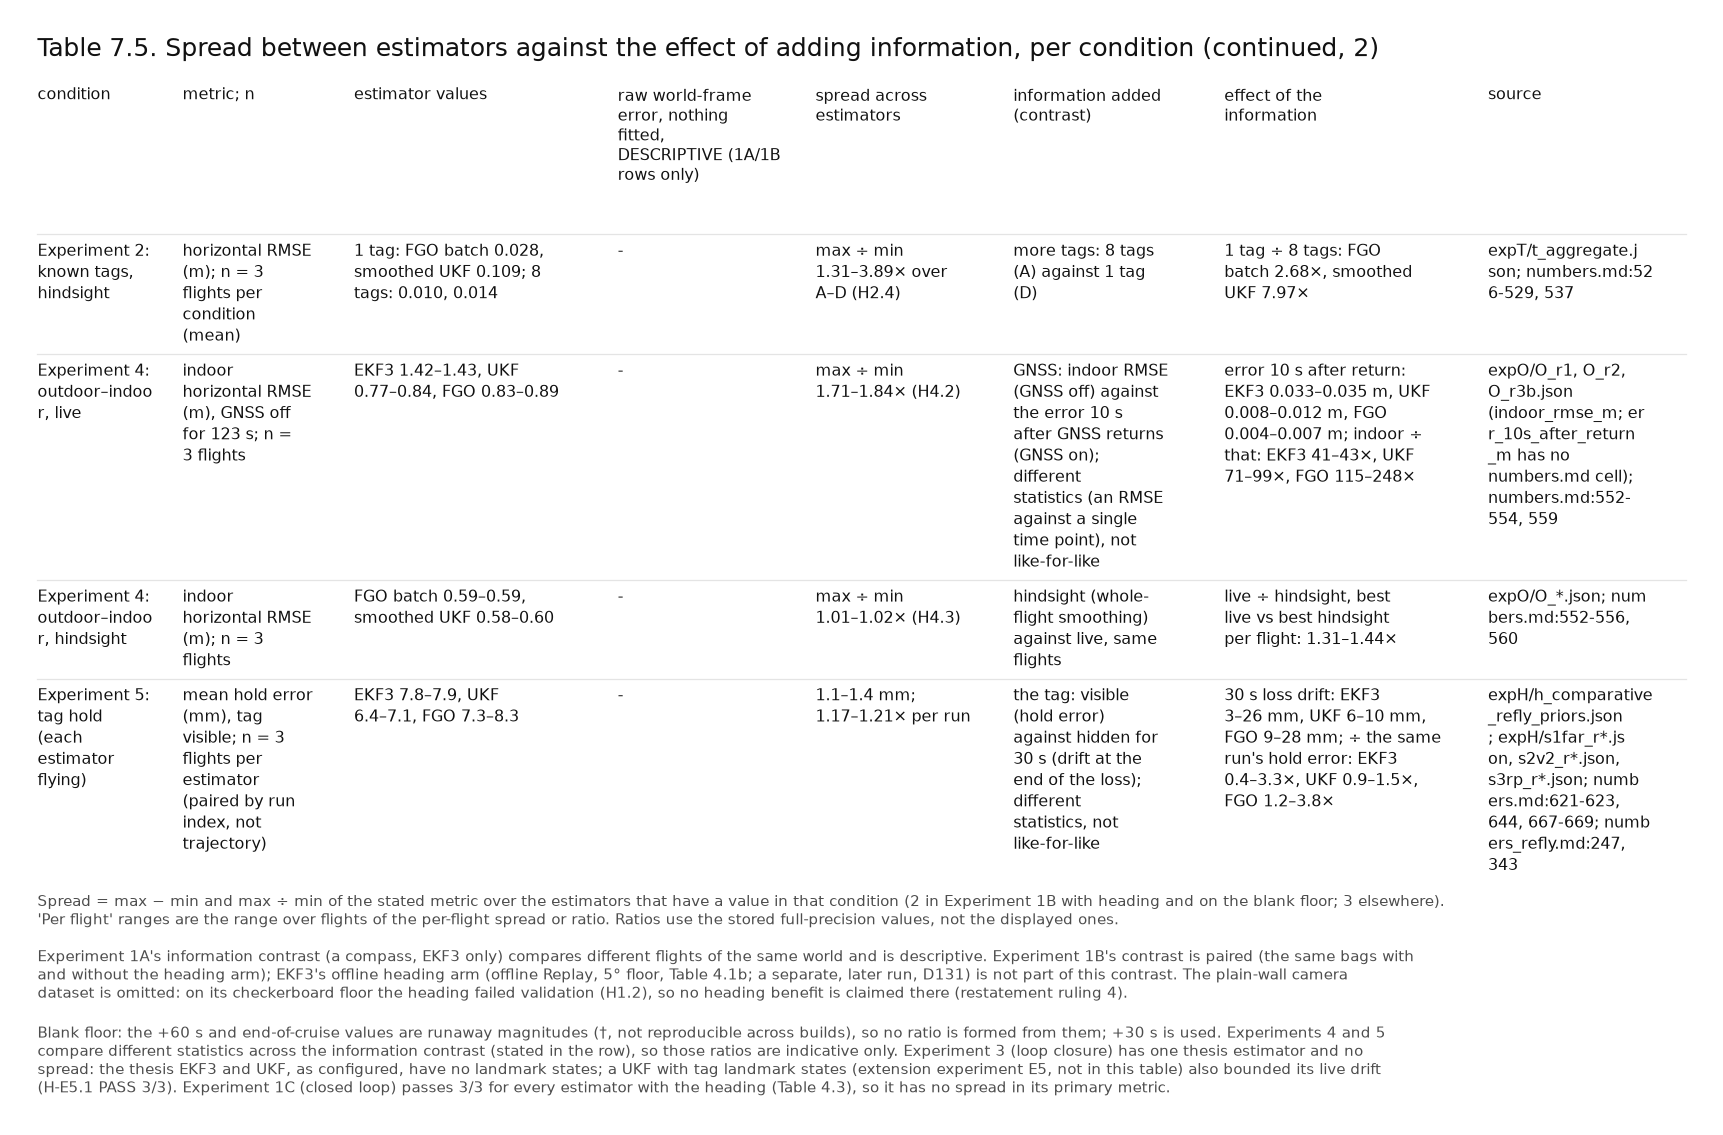 Table 7.5. Spread between estimators against the effect of adding information, per condition (continued, 2)
condition
metric; n
estimator values
raw world-frame
error, nothing
fitted,
DESCRIPTIVE (1A/1B
rows only)
spread across
estimators
information added
(contrast)
effect of the
information
source
Experiment 2:
known tags,
hindsight
horizontal RMSE
(m); n = 3
flights per
condition
(mean)
1 tag: FGO batch 0.028,
smoothed UKF 0.109; 8
tags: 0.010, 0.014
-
max ÷ min
1.31–3.89× over
A–D (H2.4)
more tags: 8 tags
(A) against 1 tag
(D)
1 tag ÷ 8 tags: FGO
batch 2.68×, smoothed
UKF 7.97×
expT/t_aggregate.j
son; numbers.md:52
6-529, 537
Experiment 4:
outdoor–indoo
r, live
indoor
horizontal RMSE
(m), GNSS off
for 123 s; n =
3 flights
EKF3 1.42–1.43, UKF
0.77–0.84, FGO 0.83–0.89
-
max ÷ min
1.71–1.84× (H4.2)
GNSS: indoor RMSE
(GNSS off) against
the error 10 s
after GNSS returns
(GNSS on);
different
statistics (an RMSE
against a single
time point), not
like-for-like
error 10 s after return:
EKF3 0.033–0.035 m, UKF
0.008–0.012 m, FGO
0.004–0.007 m; indoor ÷
that: EKF3 41–43×, UKF
71–99×, FGO 115–248×
expO/O_r1, O_r2,
O_r3b.json
(indoor_rmse_m; er
r_10s_after_return
_m has no
numbers.md cell);
numbers.md:552-
554, 559
Experiment 4:
outdoor–indoo
r, hindsight
indoor
horizontal RMSE
(m); n = 3
flights
FGO batch 0.59–0.59,
smoothed UKF 0.58–0.60
-
max ÷ min
1.01–1.02× (H4.3)
hindsight (whole-
flight smoothing)
against live, same
flights
live ÷ hindsight, best
live vs best hindsight
per flight: 1.31–1.44×
expO/O_*.json; num
bers.md:552-556,
560
Experiment 5:
tag hold
(each
estimator
flying)
mean hold error
(mm), tag
visible; n = 3
flights per
estimator
(paired by run
index, not
trajectory)
EKF3 7.8–7.9, UKF
6.4–7.1, FGO 7.3–8.3
-
1.1–1.4 mm;
1.17–1.21× per run
the tag: visible
(hold error)
against hidden for
30 s (drift at the
end of the loss);
different
statistics, not
like-for-like
30 s loss drift: EKF3
3–26 mm, UKF 6–10 mm,
FGO 9–28 mm; ÷ the same
run's hold error: EKF3
0.4–3.3×, UKF 0.9–1.5×,
FGO 1.2–3.8×
expH/h_comparative
_refly_priors.json
; expH/s1far_r*.js
on, s2v2_r*.json,
s3rp_r*.json; numb
ers.md:621-623,
644, 667-669; numb
ers_refly.md:247,
343
Spread = max − min and max ÷ min of the stated metric over the estimators that have a value in that condition (2 in Experiment 1B with heading and on the blank floor; 3 elsewhere).
'Per flight' ranges are the range over flights of the per-flight spread or ratio. Ratios use the stored full-precision values, not the displayed ones.
Experiment 1A's information contrast (a compass, EKF3 only) compares different flights of the same world and is descriptive. Experiment 1B's contrast is paired (the same bags with
and without the heading arm); EKF3's offline heading arm (offline Replay, 5° floor, Table 4.1b; a separate, later run, D131) is not part of this contrast. The plain-wall camera
dataset is omitted: on its checkerboard floor the heading failed validation (H1.2), so no heading benefit is claimed there (restatement ruling 4).
Blank floor: the +60 s and end-of-cruise values are runaway magnitudes (†, not reproducible across builds), so no ratio is formed from them; +30 s is used. Experiments 4 and 5
compare different statistics across the information contrast (stated in the row), so those ratios are indicative only. Experiment 3 (loop closure) has one thesis estimator and no
spread: the thesis EKF3 and UKF, as configured, have no landmark states; a UKF with tag landmark states (extension experiment E5, not in this table) also bounded its live drift
(H-E5.1 PASS 3/3). Experiment 1C (closed loop) passes 3/3 for every estimator with the heading (Table 4.3), so it has no spread in its primary metric.